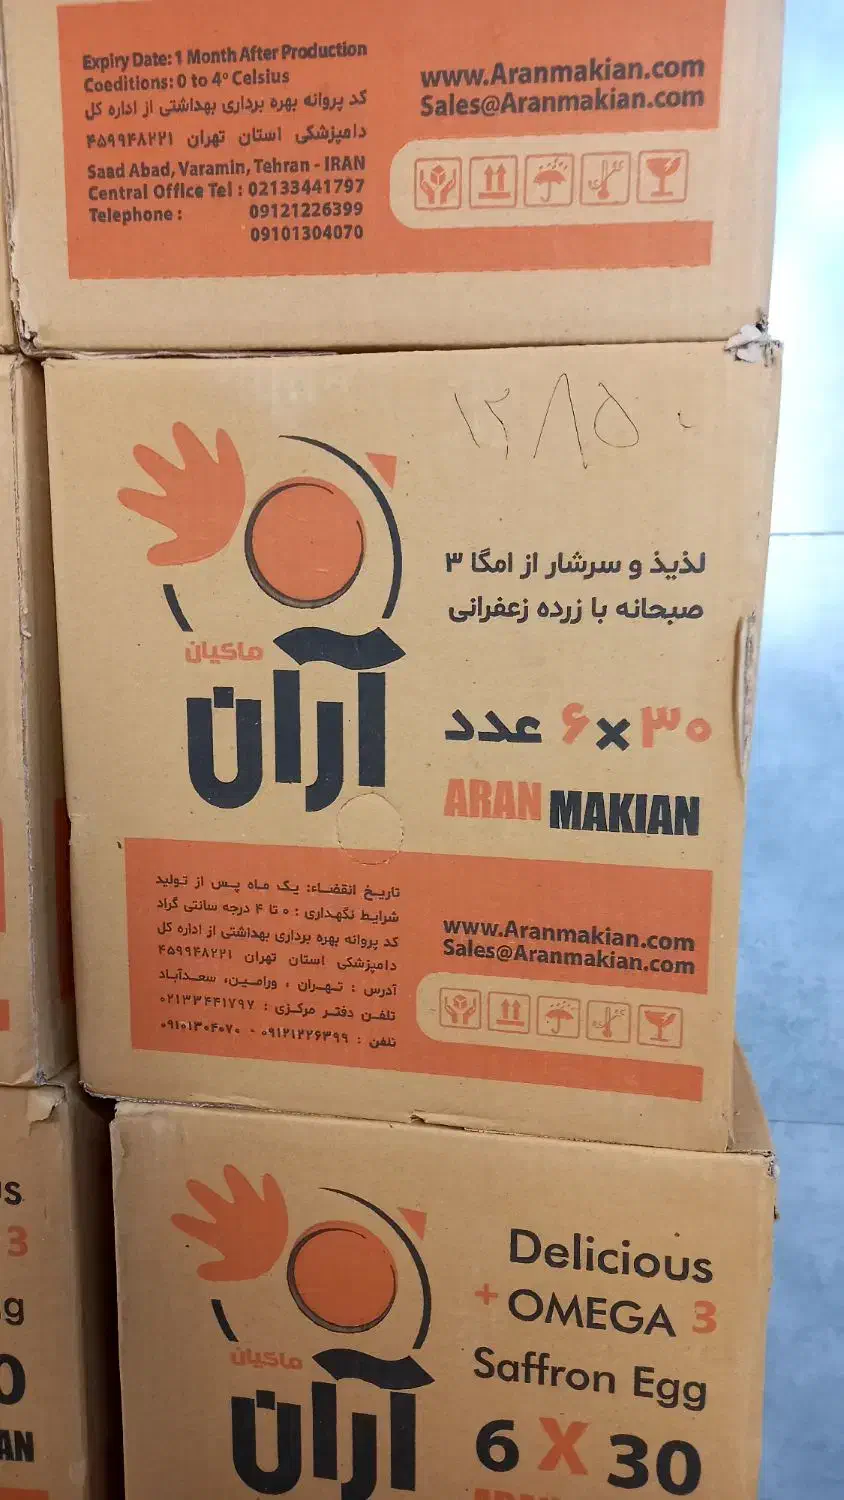 Expiry Date: 1 Month After Production
Coeditions: 0 to 4° Celsius
کد پروانه بهره برداری بهداشتی از اداره کل
دامپزشکی استان تهران ۴۵۹۹۴۸۲۲۱
Saad Abad, Varamin, Tehran - IRAN
Central Office Tel : 02133441797
Telephone : 09121226399
09101304070
www.Aranmakian.com
Sales@Aranmakian.com
۱۲۸۵۰
لذیذ و سرشار از امگا ۳
صبحانه با زرده زعفرانی
ماکیان
آران
۳۰×۶ عدد
ARAN MAKIAN
تاریخ انقضاء: یک ماه پس از تولید
شرایط نگهداری : ۰ تا ۴ درجه سانتی گراد
کد پروانه بهره برداری بهداشتی از اداره کل
دامپزشکی استان تهران ۴۵۹۹۴۸۲۲۱
آدرس : تهران ، ورامین، سعدآباد
تلفن دفتر مرکزی : ۰۲۱۳۳۴۴۱۷۹۷
تلفن : ۰۹۱۲۱۲۲۶۳۹۹ - ۰۹۱۰۱۳۰۴۰۷۰
www.Aranmakian.com
Sales@Aranmakian.com
Delicious
+ OMEGA 3
Saffron Egg
6 X 30
ماکیان
آران
3